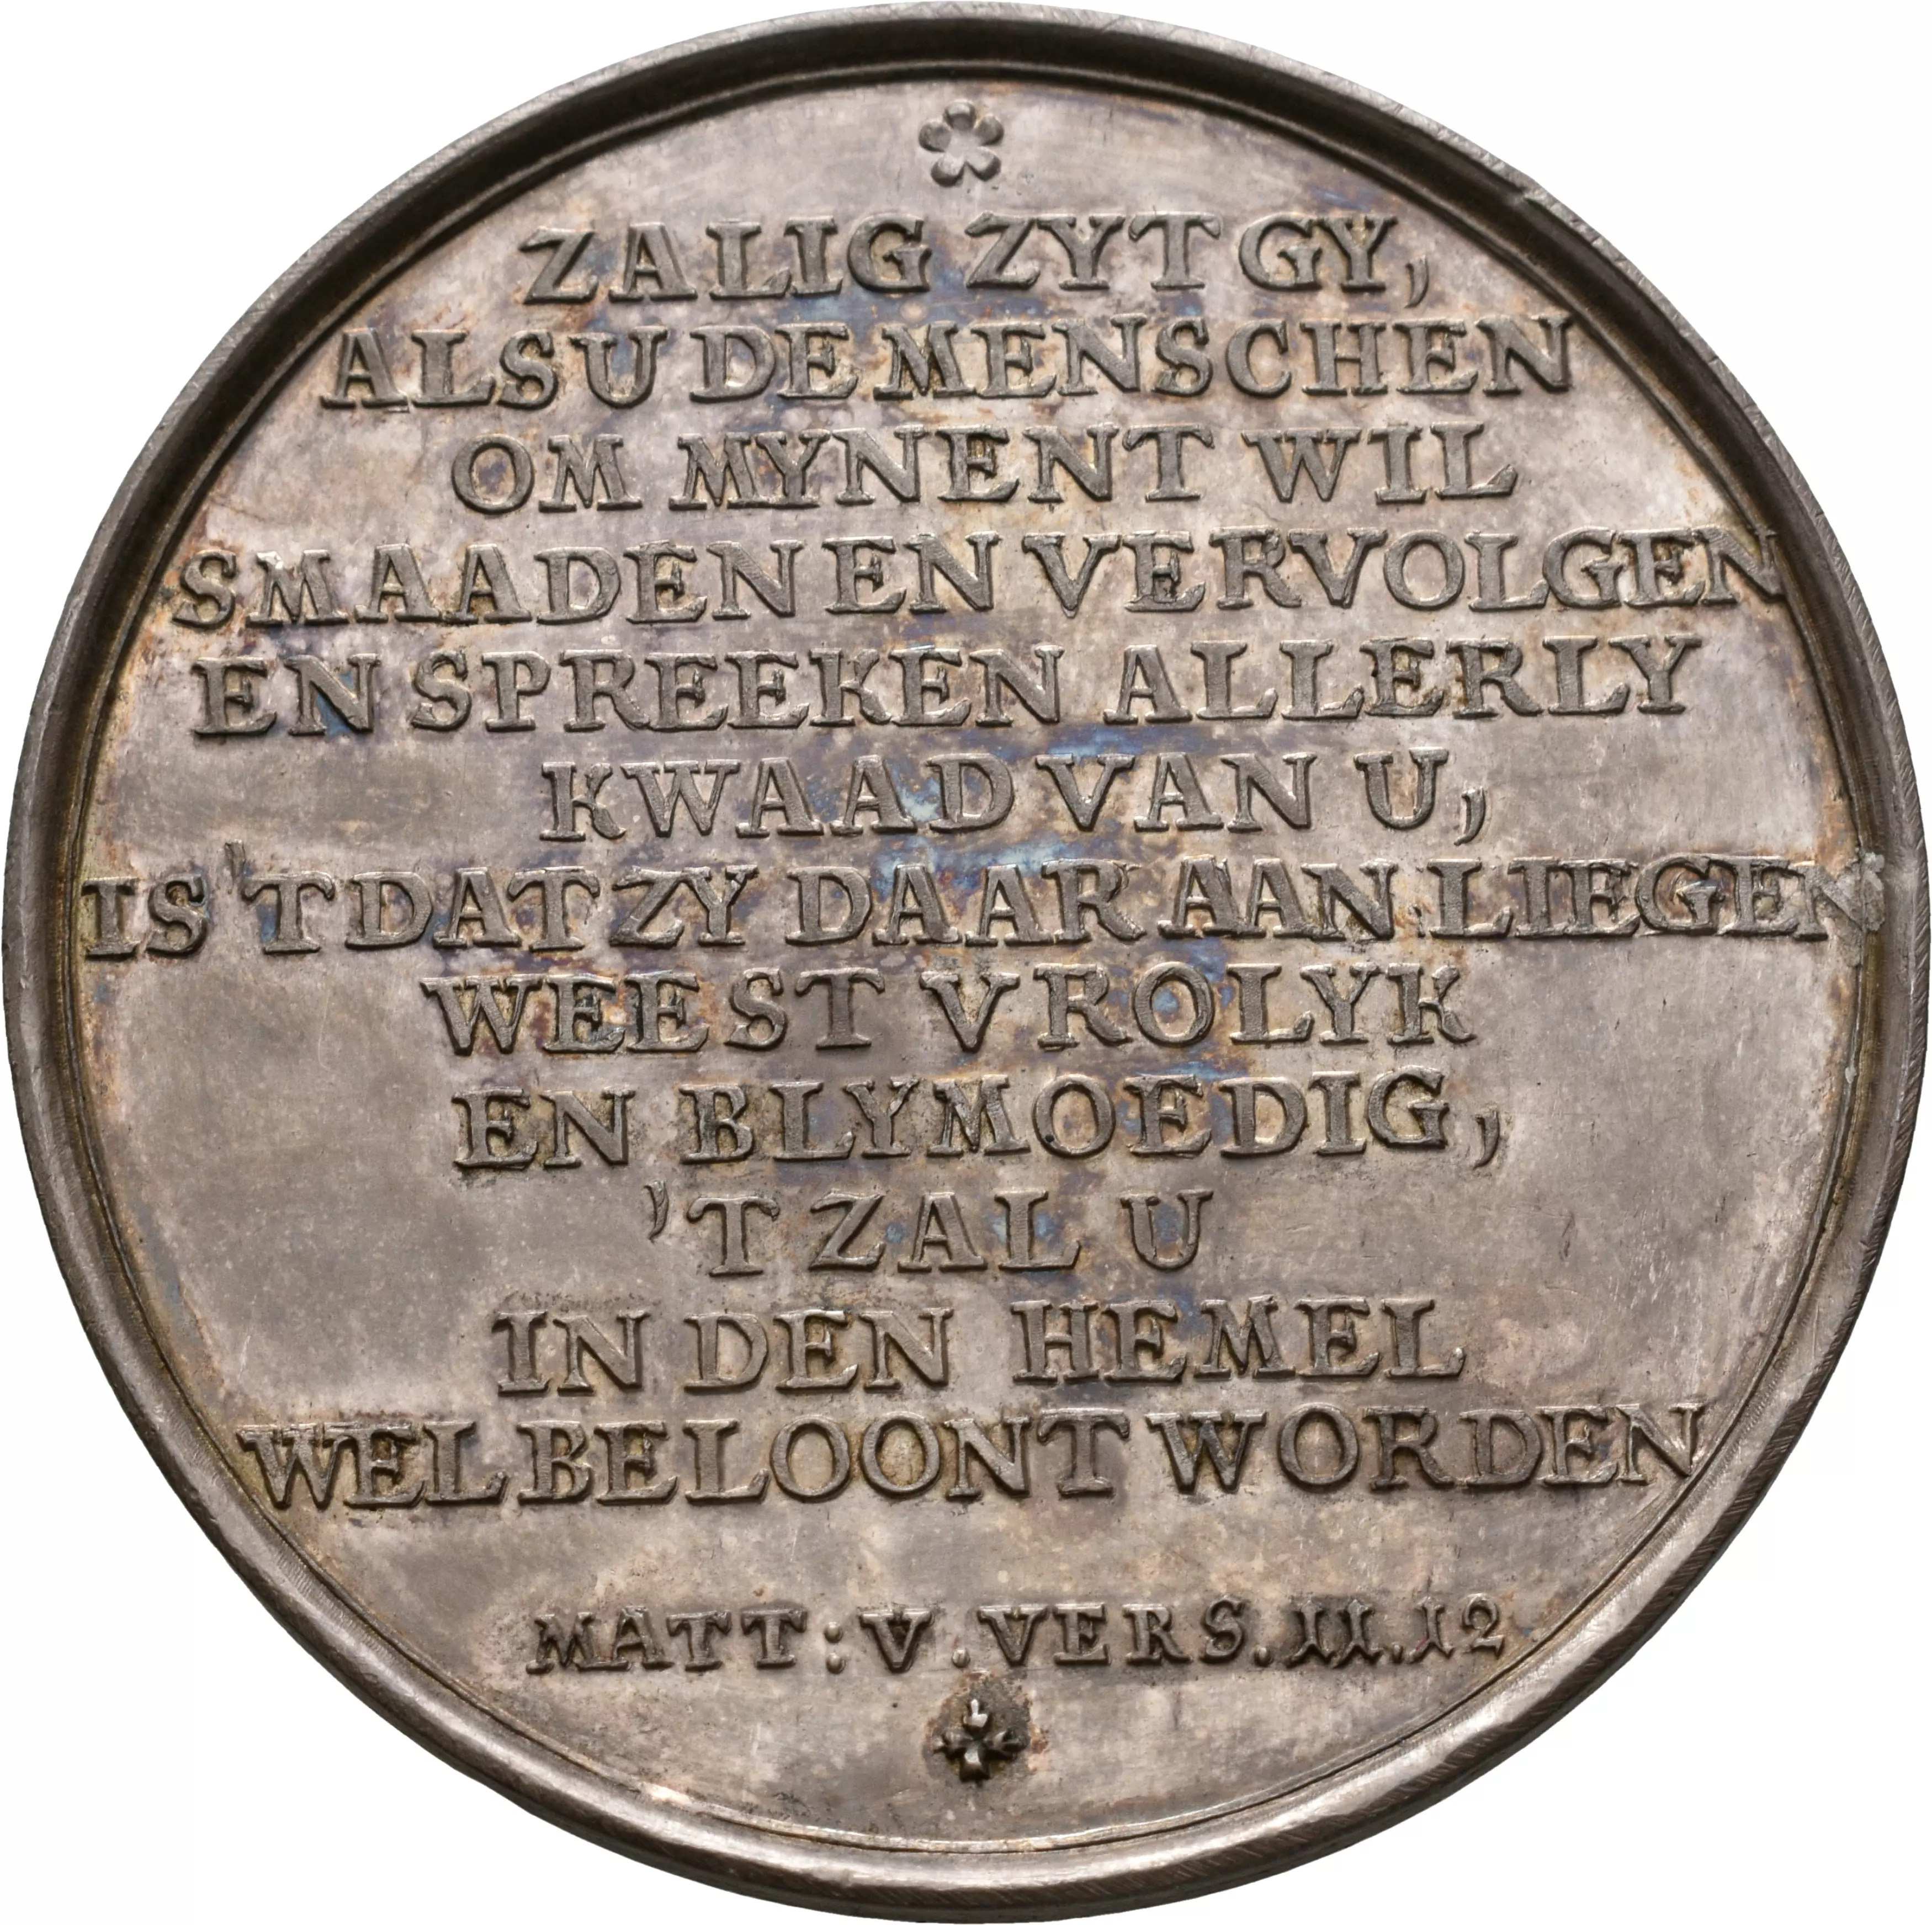 ZALIG ZYT GY,
ALS U DE MENSCHEN
OM MYNENT WIL
SMAADEN EN VERVOLGEN
EN SPREEKEN ALLERLY
KWAAD VAN U,
IS 'T DAT ZY DAAR AAN LIEGEN
WEEST VROLYK
EN BLYMOEDIG,
'T ZAL U
IN DEN HEMEL
WEL BELOONT WORDEN
MATT: V. VERS. 11. 12